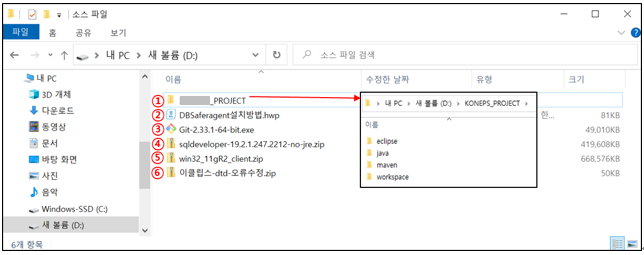 소스 파일
파일 홈 공유 보기
내 PC > 새 볼륨 (D:)
소스 파일 검색
이름 수정한 날짜 유형 크기
내 PC
3D 개체
다운로드
동영상
문서
바탕 화면
사진
음악
Windows-SSD (C:)
새 볼륨 (D:)
① _PROJECT
② DBSaferagent설치방법.hwp 한... 81KB
③ Git-2.33.1-64-bit.exe 49,010KB
④ sqldeveloper-19.2.1.247.2212-no-jre.zip 419,608KB
⑤ win32_11gR2_client.zip 668,576KB
⑥ 이클립스-dtd-오류수정.zip 50KB
> 내 PC > 새 볼륨 (D:) > KONEPS_PROJECT >
이름
eclipse
java
maven
workspace
6개 항목